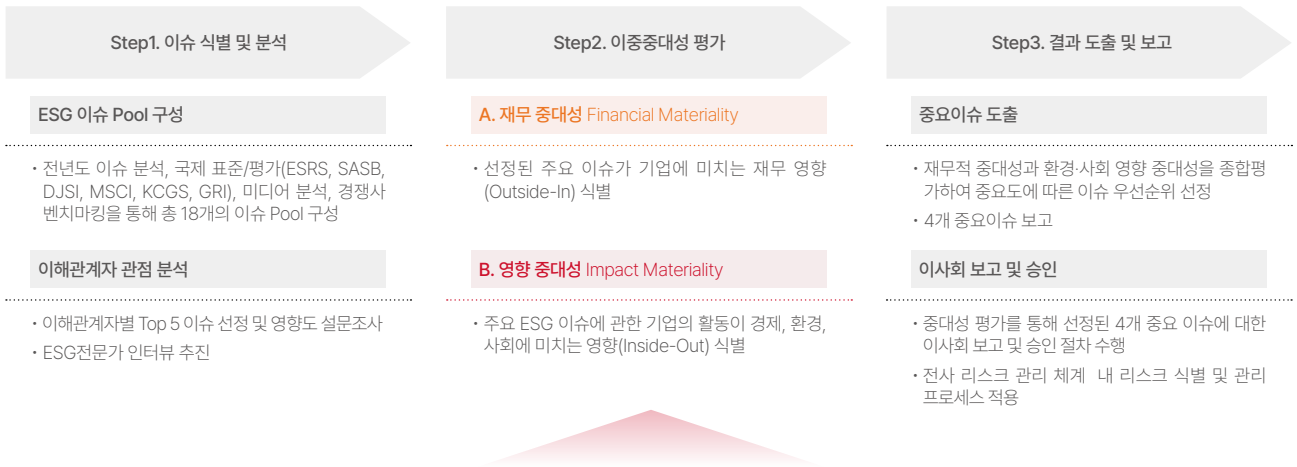 Step1. 이슈 식별 및 분석
ESG 이슈 Pool 구성
• 전년도 이슈 분석, 국제 표준/평가(ESRS, SASB,
DJSI, MSCI, KCGS, GRI), 미디어 분석, 경쟁사
벤치마킹을 통해 총 18개의 이슈 Pool 구성
이해관계자 관점 분석
• 이해관계자별 Top 5 이슈 선정 및 영향도 설문조사
• ESG전문가 인터뷰 추진
Step2. 이중중대성 평가
A. 재무 중대성 Financial Materiality
• 선정된 주요 이슈가 기업에 미치는 재무 영향
(Outside-In) 식별
B. 영향 중대성 Impact Materiality
• 주요 ESG 이슈에 관한 기업의 활동이 경제, 환경,
사회에 미치는 영향(Inside-Out) 식별
Step3. 결과 도출 및 보고
중요이슈 도출
• 재무적 중대성과 환경·사회 영향 중대성을 종합평
가하여 중요도에 따른 이슈 우선순위 선정
• 4개 중요이슈 보고
이사회 보고 및 승인
• 중대성 평가를 통해 선정된 4개 중요 이슈에 대한
이사회 보고 및 승인 절차 수행
• 전사 리스크 관리 체계 내 리스크 식별 및 관리
프로세스 적용